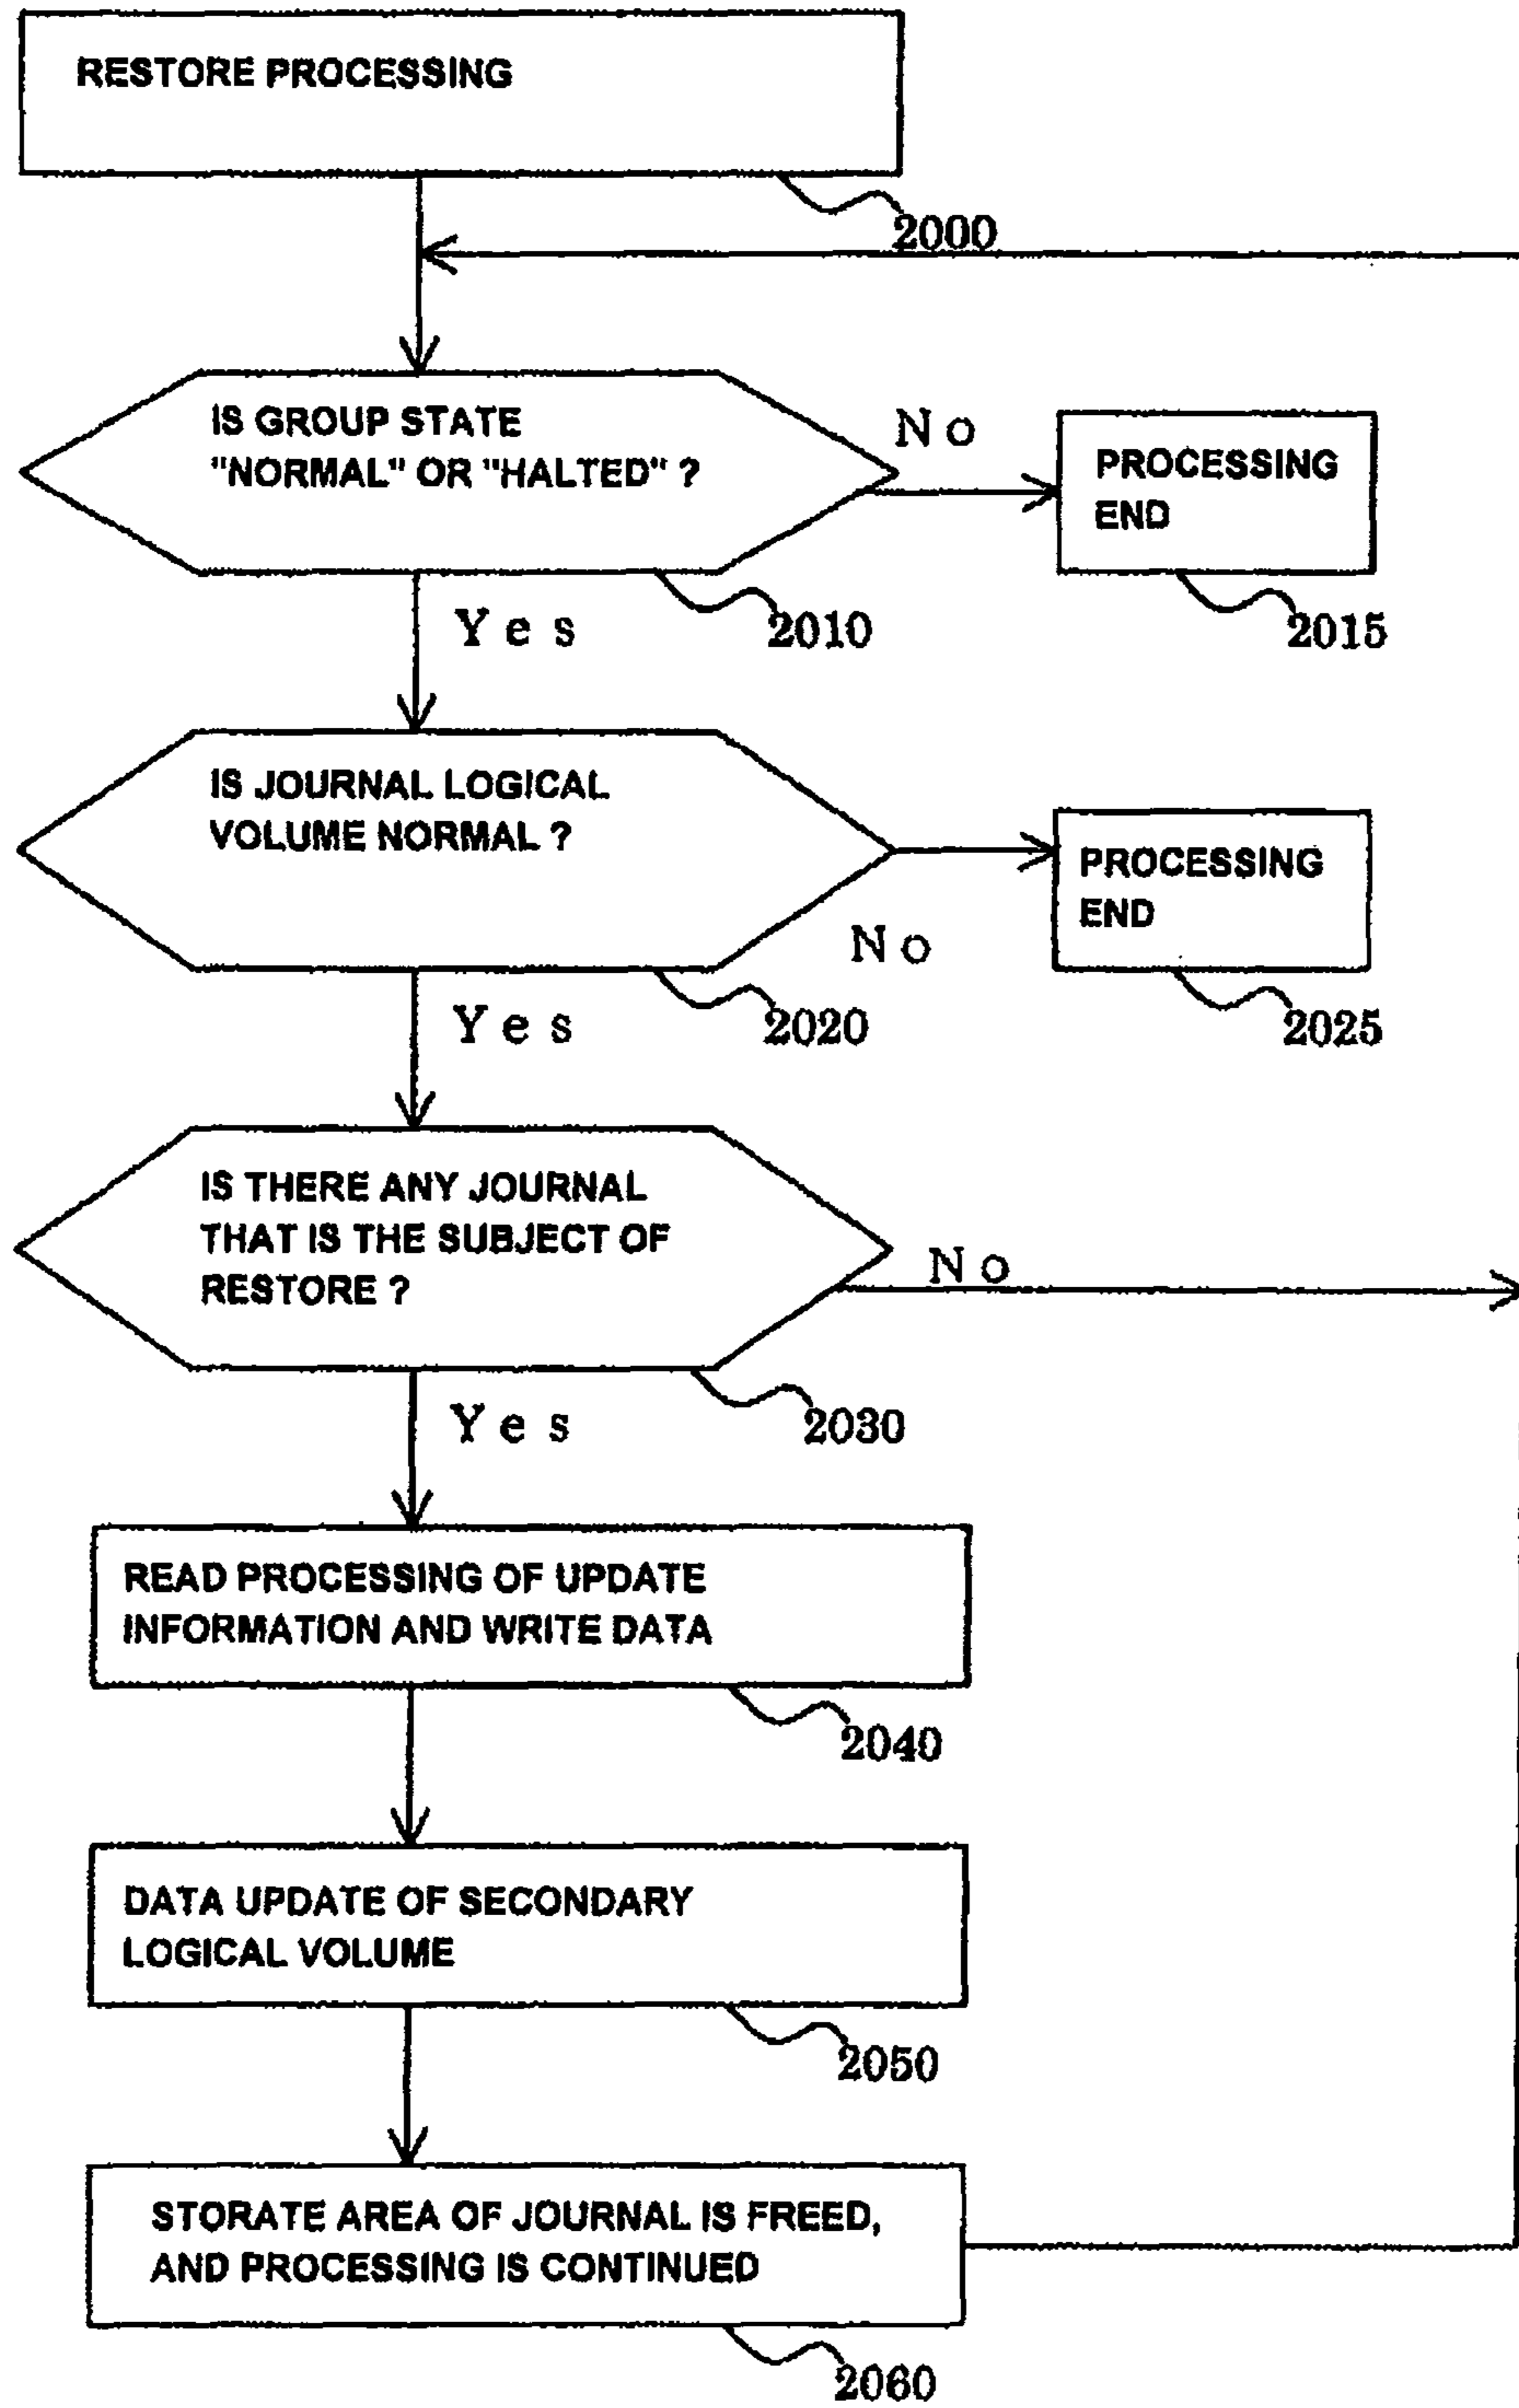 RESTORE PROCESSING
2000
IS GROUP STATE
"NORMAL" OR "HALTED" ?
No
PROCESSING
END
Yes
2010
2015
IS JOURNAL LOGICAL
VOLUME NORMAL ?
PROCESSING
END
No
Yes
2020
2025
IS THERE ANY JOURNAL
THAT IS THE SUBJECT OF
RESTORE ?
No
Yes
2030
READ PROCESSING OF UPDATE
INFORMATION AND WRITE DATA
2040
DATA UPDATE OF SECONDARY
LOGICAL VOLUME
2050
STORATE AREA OF JOURNAL IS FREED,
AND PROCESSING IS CONTINUED
2060